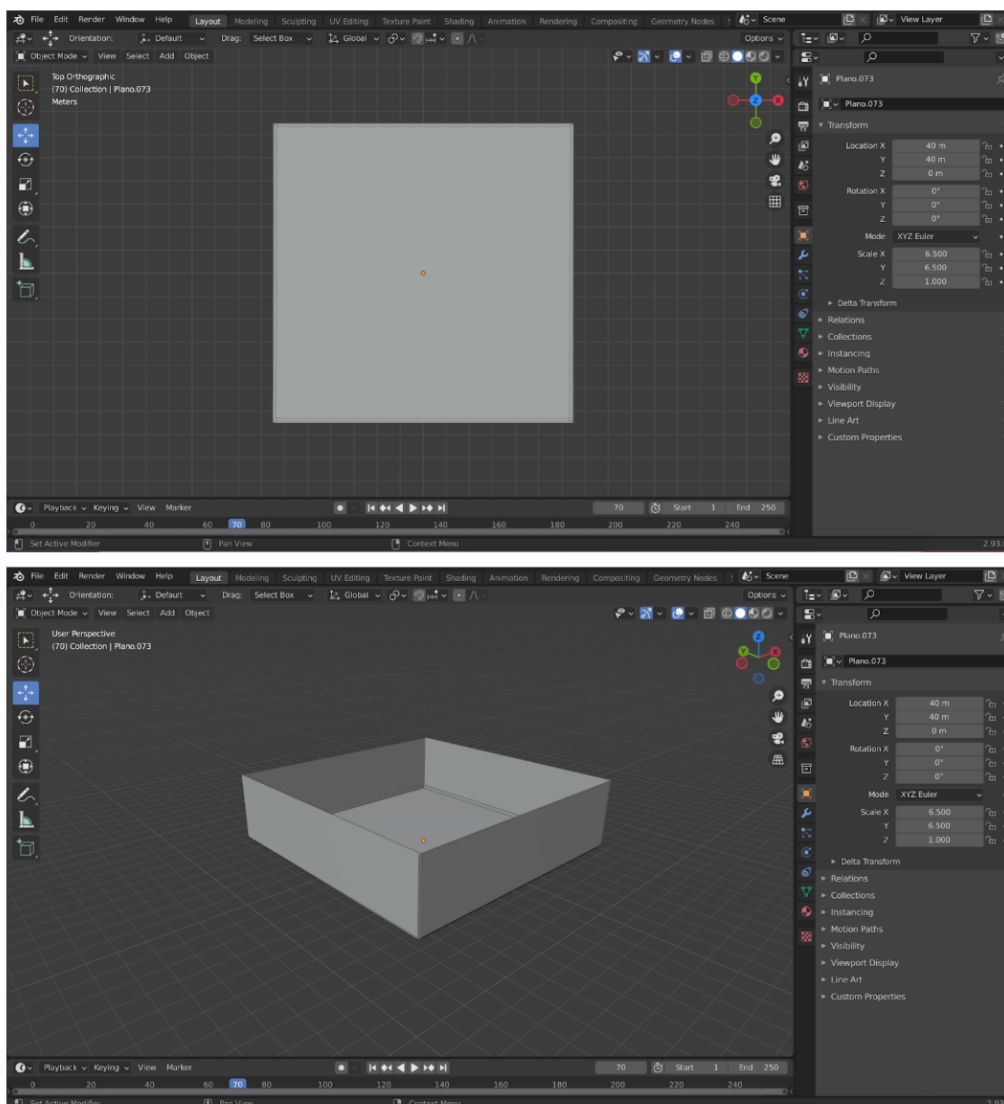 File Edit Render Window Help Layout Modeling Sculpting UV Editing Texture Paint Shading Animation Rendering Compositing Geometry Nodes Scene View Layer
Orientation: Default Drag: Select Box Global Options
Object Mode View Select Add Object
Top Orthographic
(70) Collection | Plano.073
Meters
Y
X
Z
Plano.073
Plano.073
Transform
Location X 40 m
Y 40 m
Z 0 m
Rotation X 0°
Y 0°
Z 0°
Mode XYZ Euler
Scale X 6.500
Y 6.500
Z 1.000
Delta Transform
Relations
Collections
Instancing
Motion Paths
Visibility
Viewport Display
Line Art
Custom Properties
Playback Keying View Marker 70 Start 1 End 250
0 20 40 60 70 80 100 120 140 160 180 200 220 240
Set Active Modifier Pan View Context Menu 2.93.
File Edit Render Window Help Layout Modeling Sculpting UV Editing Texture Paint Shading Animation Rendering Compositing Geometry Nodes Scene View Layer
Orientation: Default Drag: Select Box Global Options
Object Mode View Select Add Object
User Perspective
(70) Collection | Plano.073
Z
Y
X
Plano.073
Plano.073
Transform
Location X 40 m
Y 40 m
Z 0 m
Rotation X 0°
Y 0°
Z 0°
Mode XYZ Euler
Scale X 6.500
Y 6.500
Z 1.000
Delta Transform
Relations
Collections
Instancing
Motion Paths
Visibility
Viewport Display
Line Art
Custom Properties
Playback Keying View Marker 70 Start 1 End 250
0 20 40 60 70 80 100 120 140 160 180 200 220 240
Set Active Modifier Pan View Context Menu